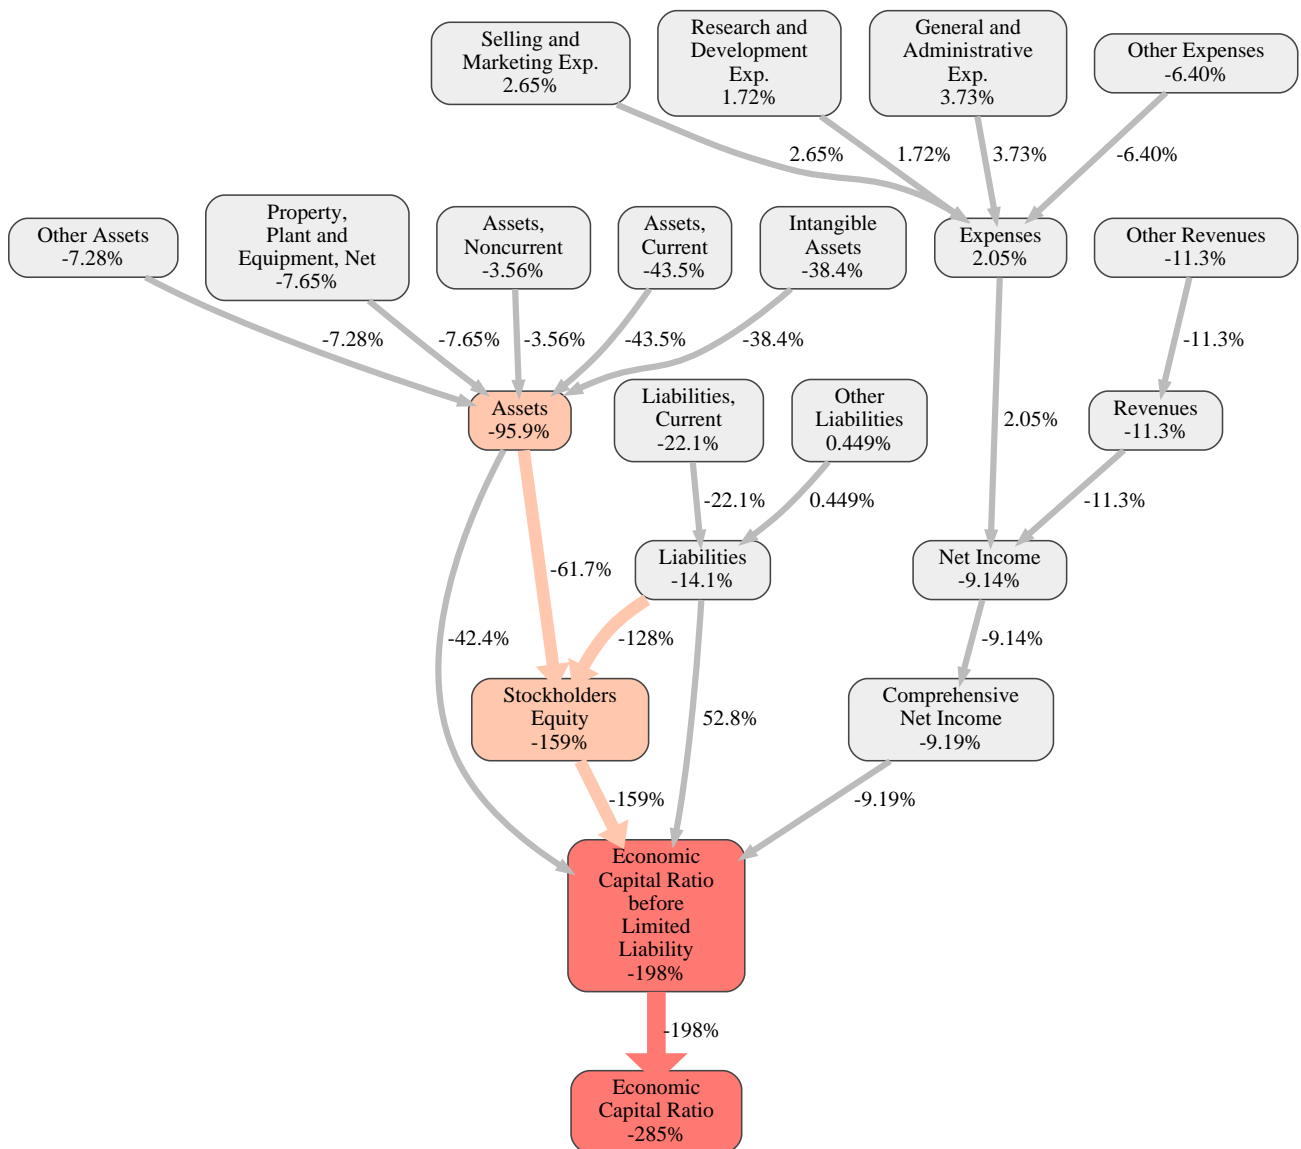 Selling and
Marketing Exp.
2.65%
Research and
Development
Exp.
1.72%
General and
Administrative
Exp.
3.73%
Other Expenses
-6.40%
2.65%
1.72%
3.73%
-6.40%
Other Assets
-7.28%
Property,
Plant and
Equipment, Net
-7.65%
Assets,
Noncurrent
-3.56%
Assets,
Current
-43.5%
Intangible
Assets
-38.4%
Expenses
2.05%
Other Revenues
-11.3%
-7.28%
-7.65%
-3.56%
-43.5%
-38.4%
-11.3%
Assets
-95.9%
Liabilities,
Current
-22.1%
Other
Liabilities
0.449%
2.05%
Revenues
-11.3%
-22.1%
0.449%
-11.3%
-61.7%
Liabilities
-14.1%
Net Income
-9.14%
-42.4%
-128%
-9.14%
Stockholders
Equity
-159%
52.8%
Comprehensive
Net Income
-9.19%
-159%
-9.19%
Economic
Capital Ratio
before
Limited
Liability
-198%
-198%
Economic
Capital Ratio
-285%